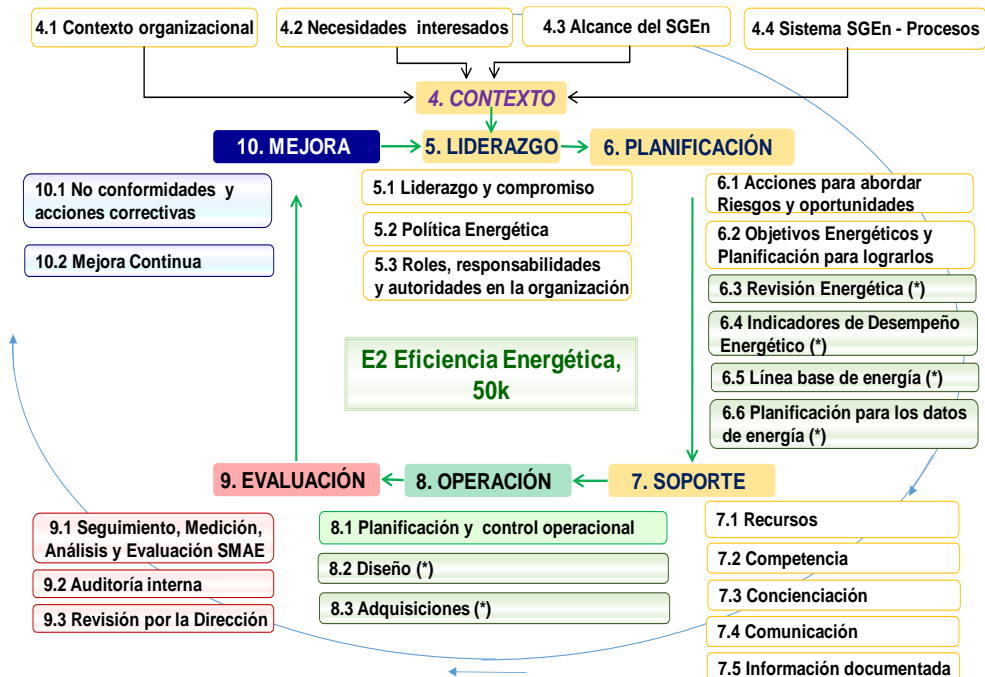 4.1 Contexto organizacional
4.2 Necesidades interesados
4.3 Alcance del SGEn
4.4 Sistema SGEn - Procesos
4. CONTEXTO
10. MEJORA
5. LIDERAZGO
6. PLANIFICACIÓN
10.1 No conformidades y
acciones correctivas
10.2 Mejora Continua
5.1 Liderazgo y compromiso
5.2 Política Energética
5.3 Roles, responsabilidades
y autoridades en la organización
6.1 Acciones para abordar
Riesgos y oportunidades
6.2 Objetivos Energéticos y
Planificación para lograrlos
6.3 Revisión Energética (*)
6.4 Indicadores de Desempeño
Energético (*)
6.5 Línea base de energía (*)
6.6 Planificación para los datos
de energía (*)
E2 Eficiencia Energética,
50k
9. EVALUACIÓN
8. OPERACIÓN
7. SOPORTE
9.1 Seguimiento, Medición,
Análisis y Evaluación SMAE
9.2 Auditoría interna
9.3 Revisión por la Dirección
8.1 Planificación y control operacional
8.2 Diseño (*)
8.3 Adquisiciones (*)
7.1 Recursos
7.2 Competencia
7.3 Concienciación
7.4 Comunicación
7.5 Información documentada